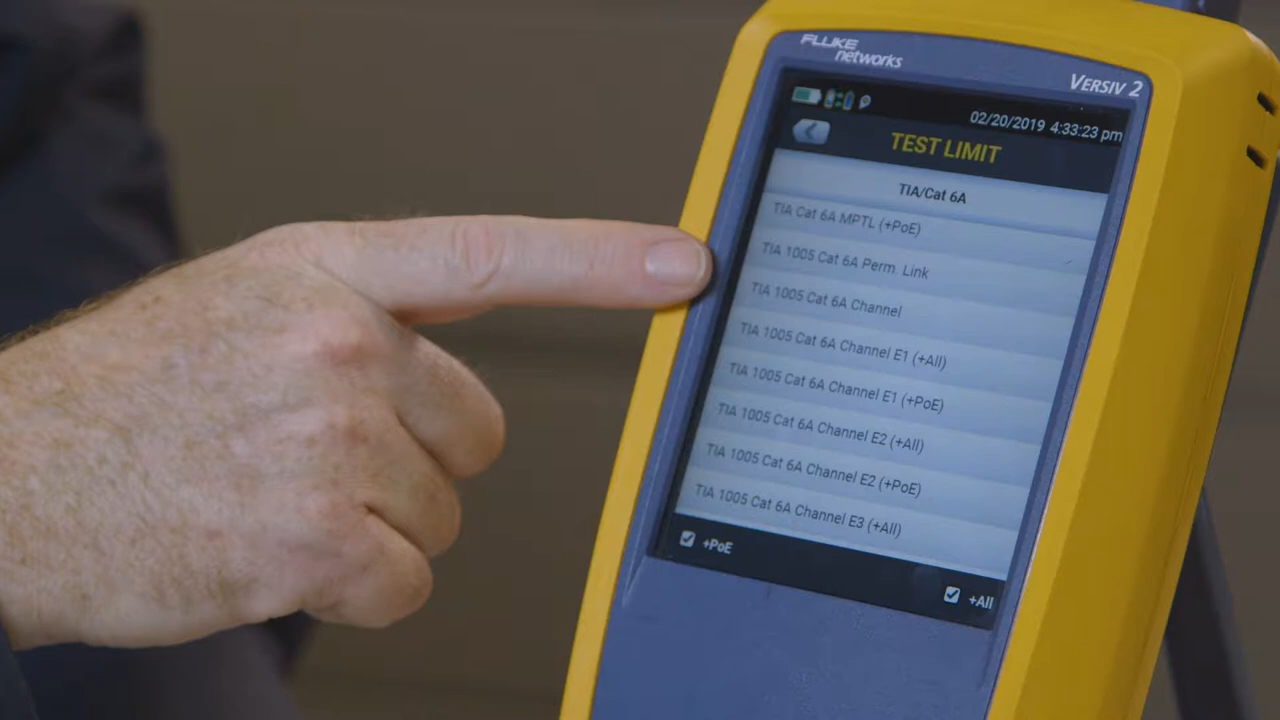 FLUKE
networks
VERSIV 2
02/20/2019 4:33:23 pm
TEST LIMIT
TIA/Cat 6A
TIA Cat 6A MPTL (+PoE)
TIA 1005 Cat 6A Perm. Link
TIA 1005 Cat 6A Channel
TIA 1005 Cat 6A Channel E1 (+All)
TIA 1005 Cat 6A Channel E1 (+PoE)
TIA 1005 Cat 6A Channel E2 (+All)
TIA 1005 Cat 6A Channel E2 (+PoE)
TIA 1005 Cat 6A Channel E3 (+All)
+PoE
+All